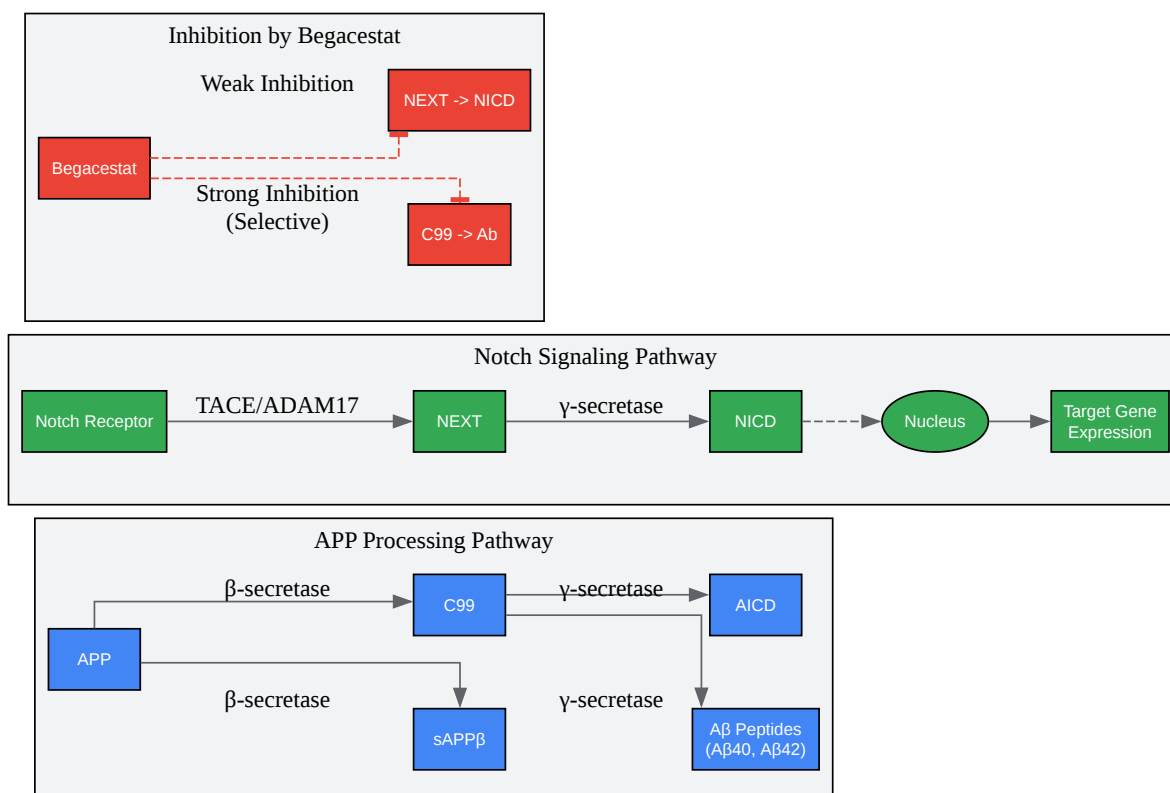 Inhibition by Begacestat
Weak Inhibition
NEXT -> NICD
Begacestat
Strong Inhibition
(Selective)
C99 -> Ab
Notch Signaling Pathway
Notch Receptor
TACE/ADAM17
NEXT
γ-secretase
NICD
Nucleus
Target Gene
Expression
APP Processing Pathway
β-secretase
C99
γ-secretase
AICD
APP
β-secretase
sAPPβ
γ-secretase
Aβ Peptides
(Aβ40, Aβ42)